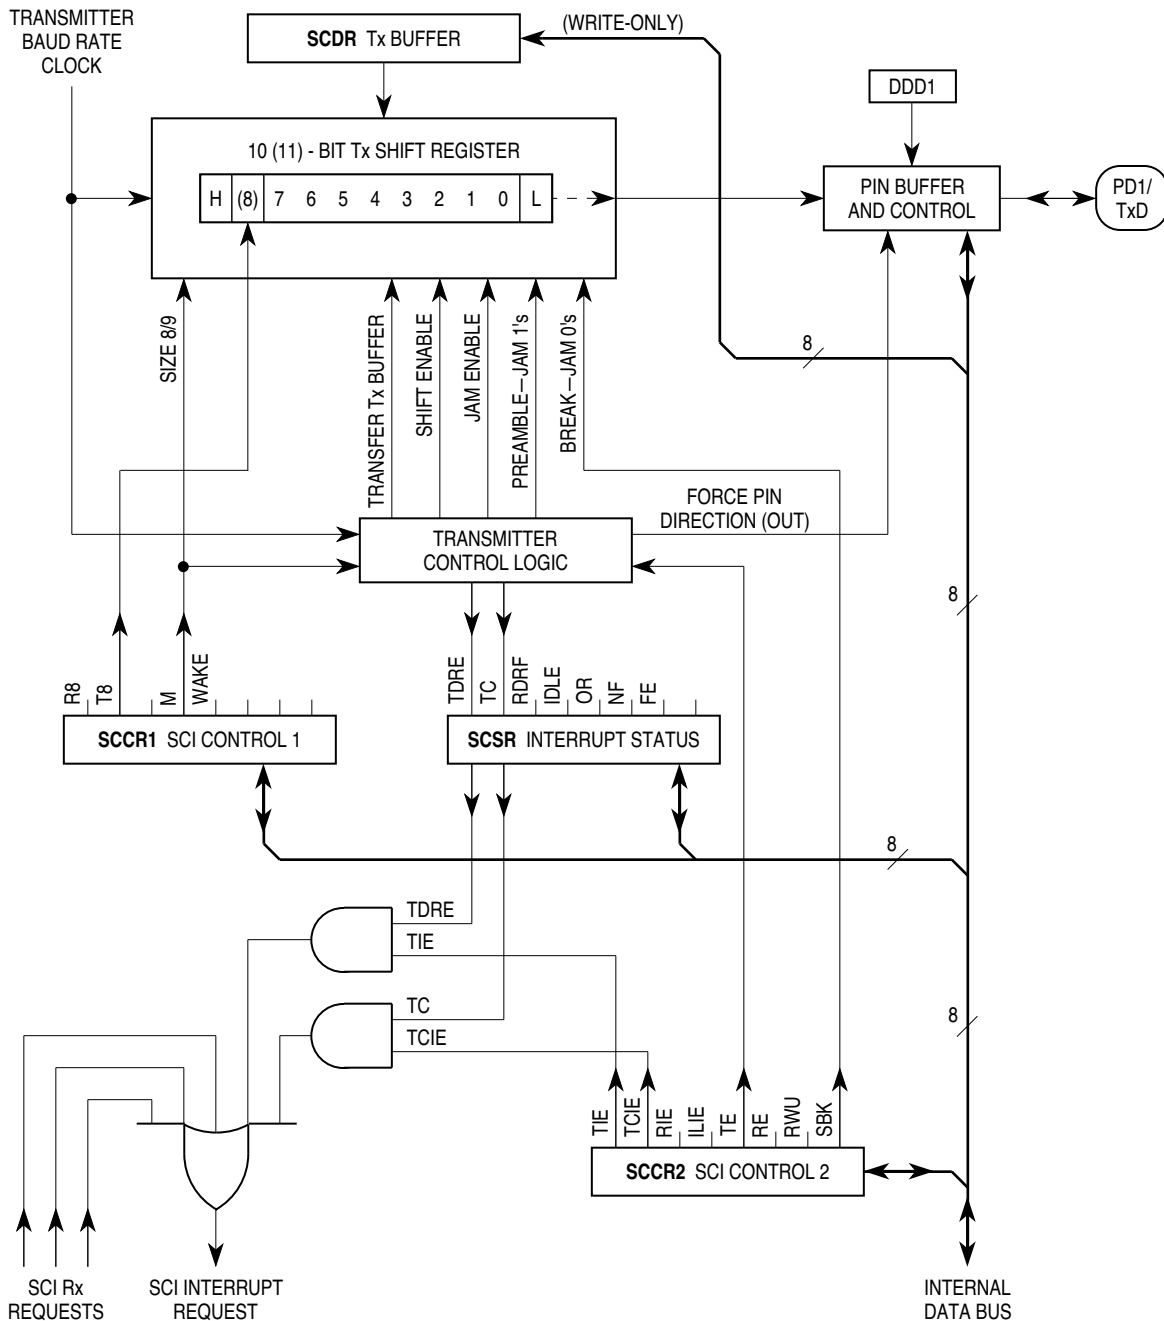 TRANSMITTER
BAUD RATE
CLOCK
SCDR Tx BUFFER
(WRITE-ONLY)
DDD1
10 (11) - BIT Tx SHIFT REGISTER
H (8) 7 6 5 4 3 2 1 0 L
PIN BUFFER
AND CONTROL
PD1/
TxD
SIZE 8/9
TRANSFER Tx BUFFER
SHIFT ENABLE
JAM ENABLE
PREAMBLE—JAM 1's
BREAK—JAM 0's
8
FORCE PIN
DIRECTION (OUT)
TRANSMITTER
CONTROL LOGIC
8
R8
T8
M
WAKE
TDRE
TC
RDRF
IDLE
OR
NF
FE
SCCR1 SCI CONTROL 1
SCSR INTERRUPT STATUS
8
TDRE
TIE
TC
TCIE
8
TIE
TCIE
RIE
ILIE
TE
RE
RWU
SBK
SCCR2 SCI CONTROL 2
SCI Rx
REQUESTS
SCI INTERRUPT
REQUEST
INTERNAL
DATA BUS